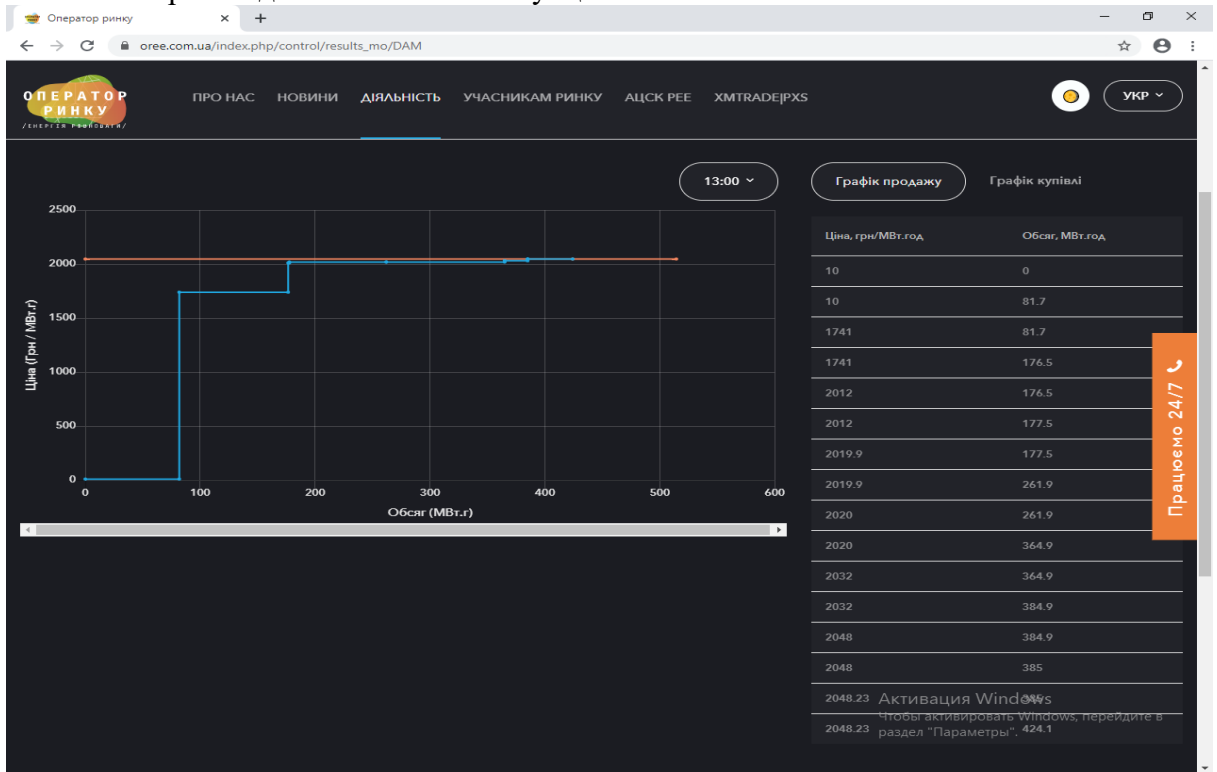 Оператор ринку
oree.com.ua/index.php/control/results_mo/DAM
ОПЕРАТОР
РИНКУ
/ЕНЕРГІЯ РІВНОВАГИ/
ПРО НАС НОВИНИ ДІЯЛЬНІСТЬ УЧАСНИКАМ РИНКУ АЦСК РЕЕ XMTRADE|PXS
УКР
13:00
Графік продажу Графік купівлі
2500
2000
1500
1000
500
0
Ціна (Грн / МВт.г)
0 100 200 300 400 500 600
Обсяг (МВт.г)
Ціна, грн/МВт.год Обсяг, МВт.год
10 0
10 81.7
1741 81.7
1741 176.5
2012 176.5
2012 177.5
2019.9 177.5
2019.9 261.9
2020 261.9
2020 364.9
2032 364.9
2032 384.9
2048 384.9
2048 385
2048.23 385
2048.23 424.1
Працюємо 24/7
Активация Windows
Чтобы активировать Windows, перейдите в
раздел "Параметры".